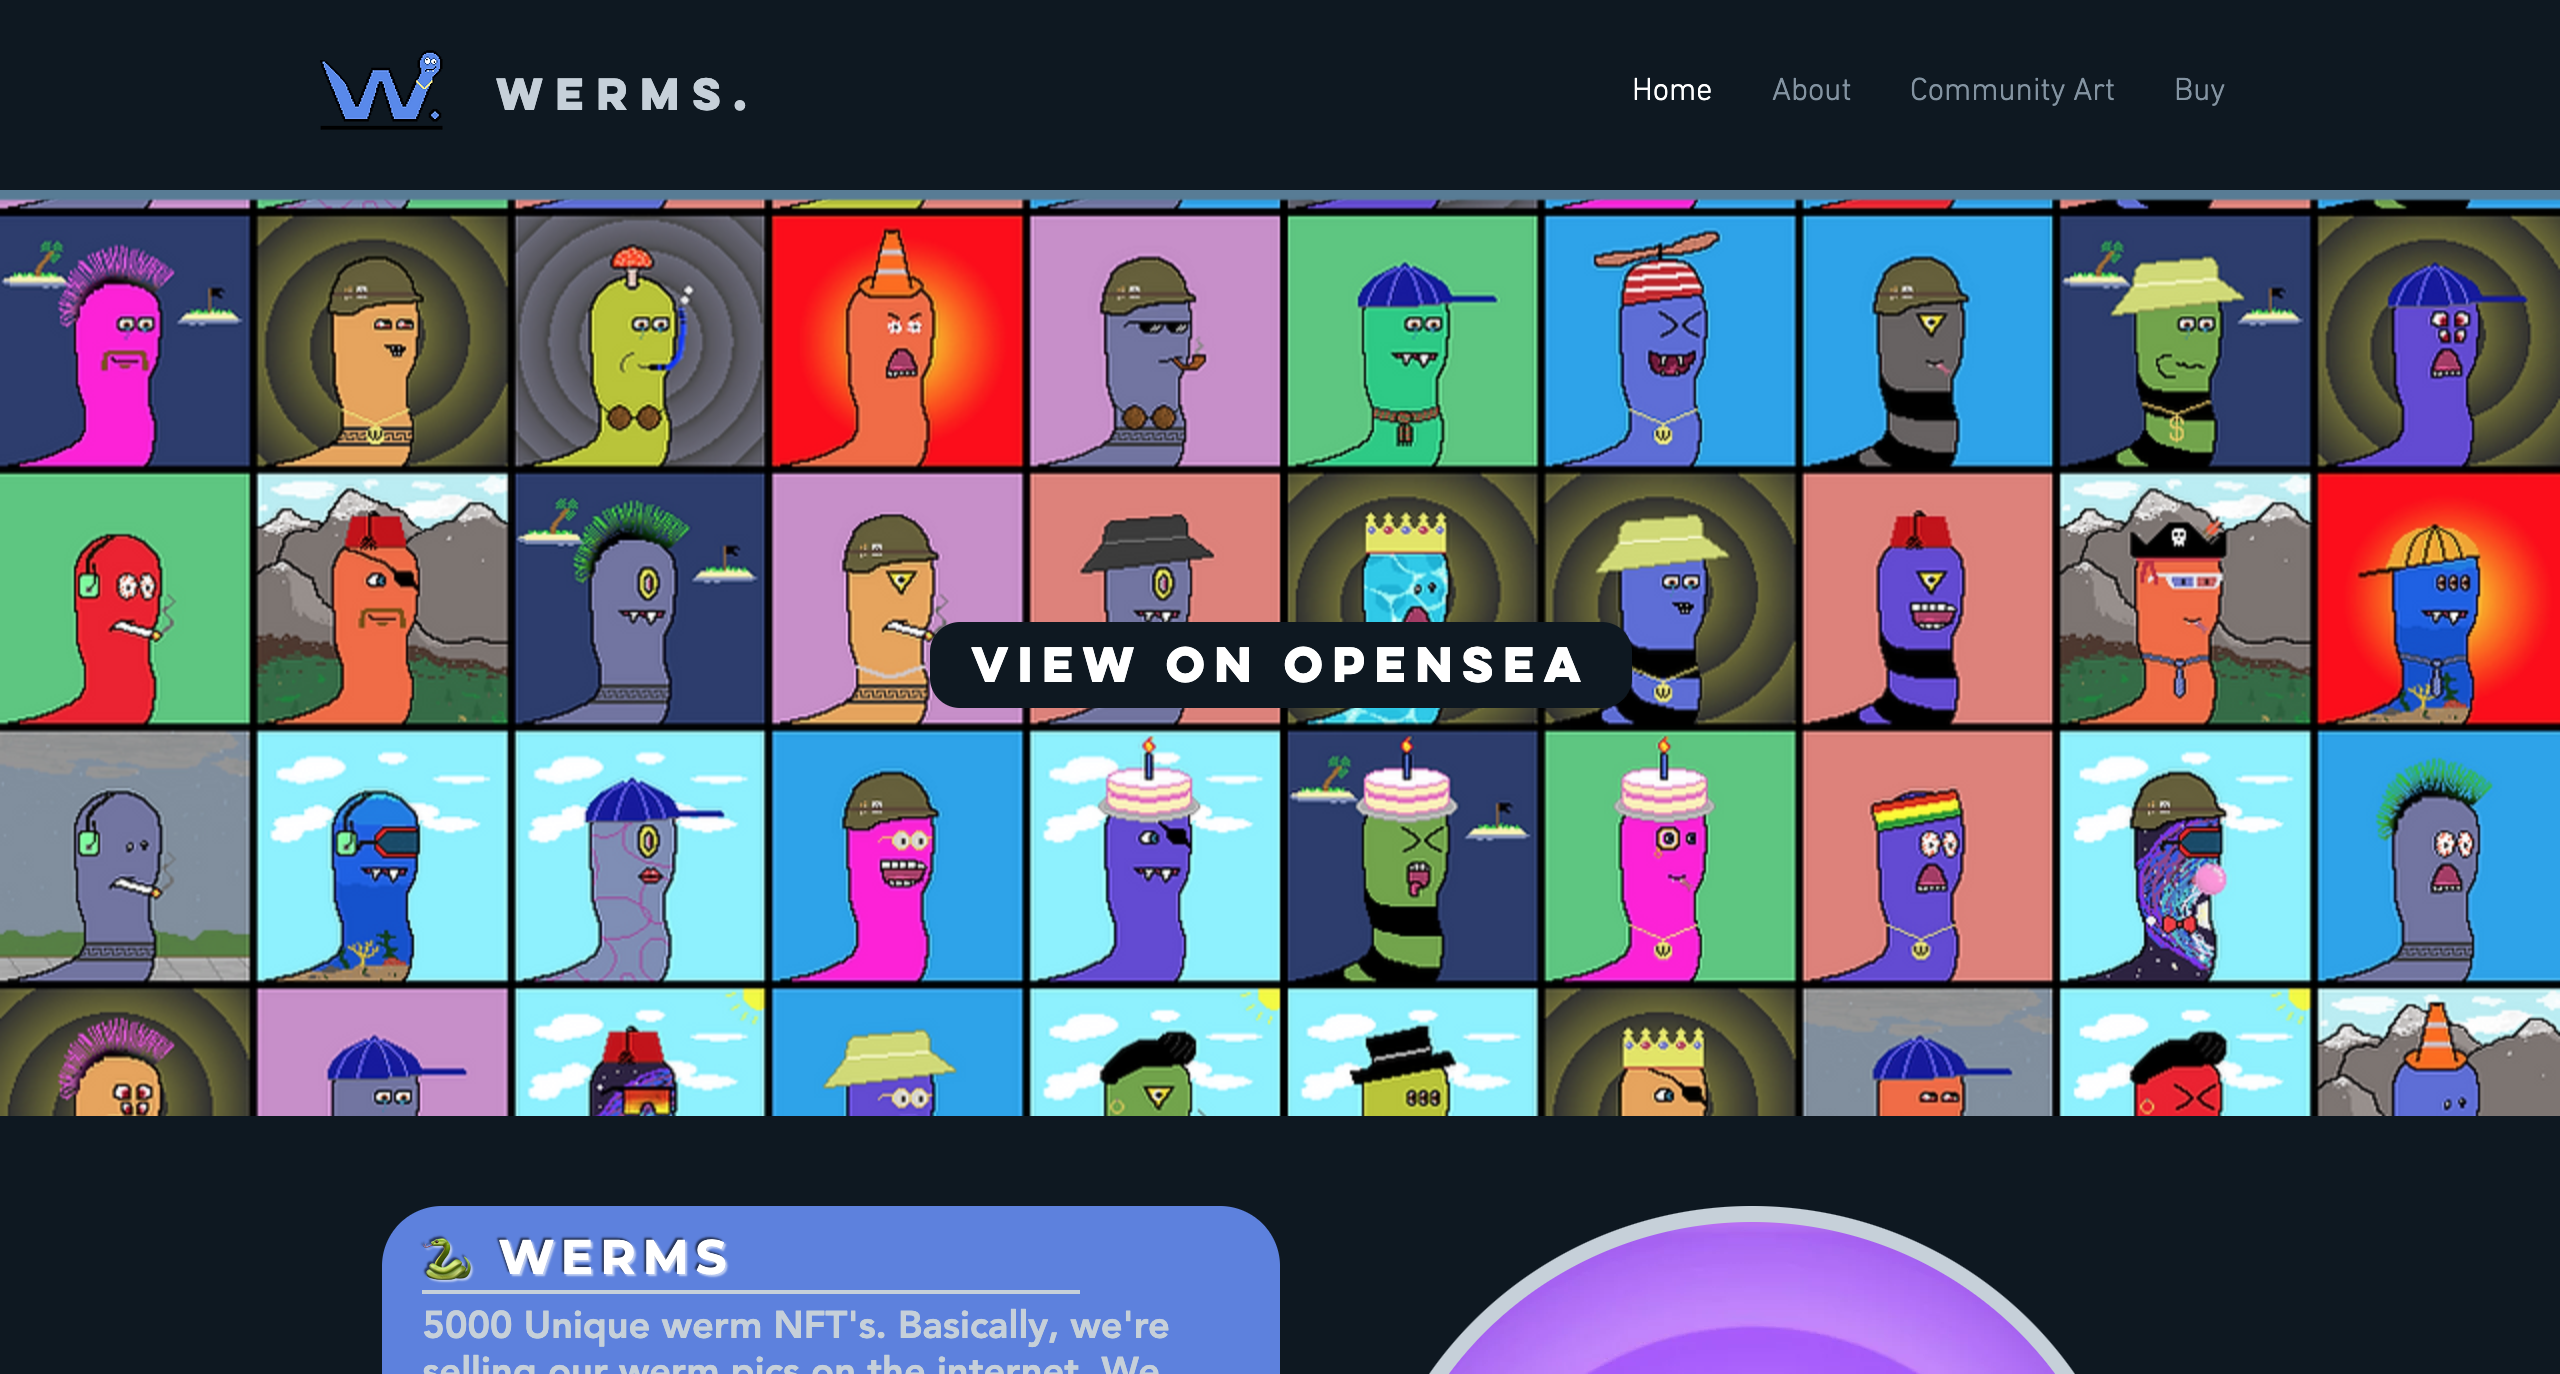 W.
WERMS.
Home
About
Community Art
Buy
VIEW ON OPENSEA
WERMS
5000 Unique werm NFT's. Basically, we're
selling our werm pics on the internet. We